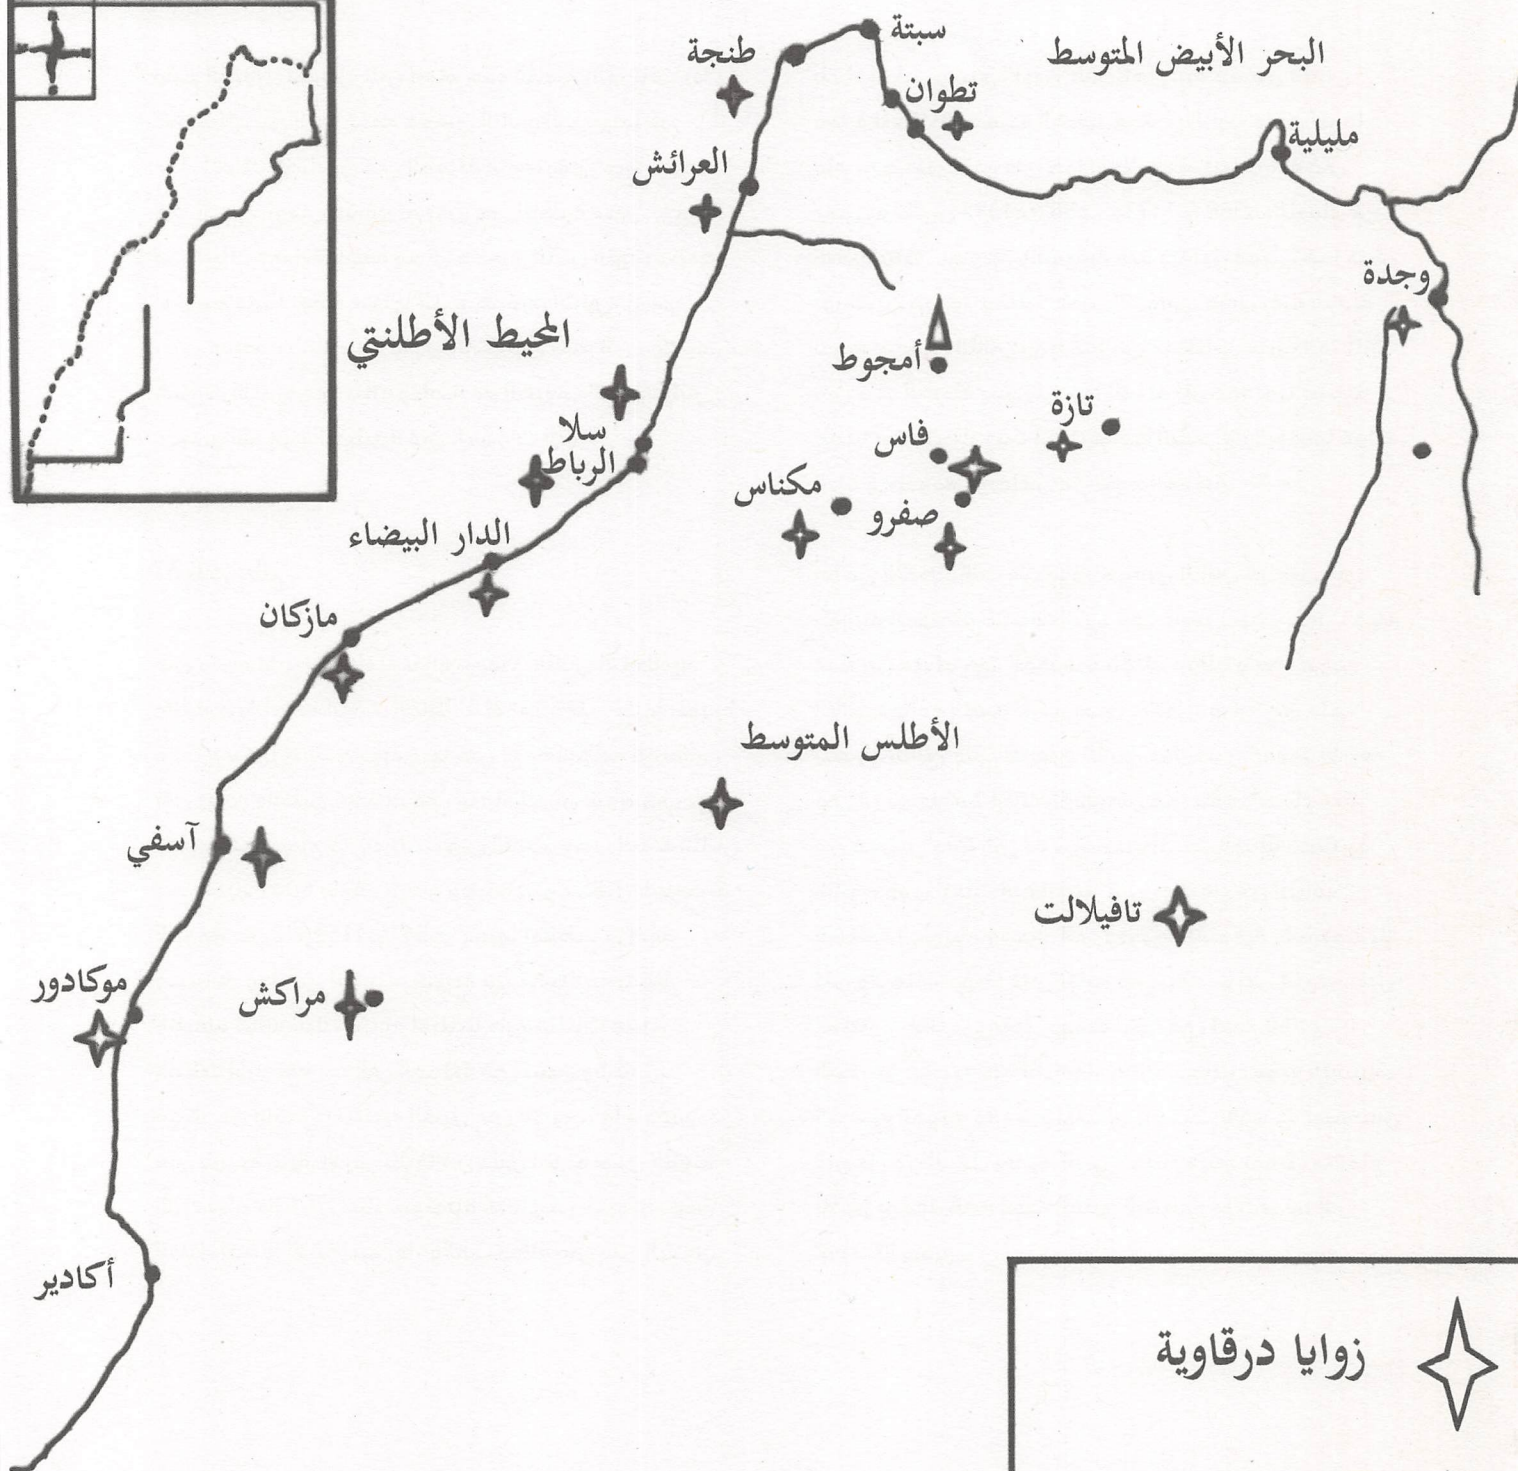 سبتة
طنجة
البحر الأبيض المتوسط
تطوان
مليلية
العرائش
وجدة
المحيط الأطلنتي
أمجوط
تازة
سلا
فاس
الرباط
مكناس
صفرو
الدار البيضاء
مازكان
الأطلس المتوسط
آسفي
تافيلالت
موكادور
مراكش
أكادير
زوايا درقاوية